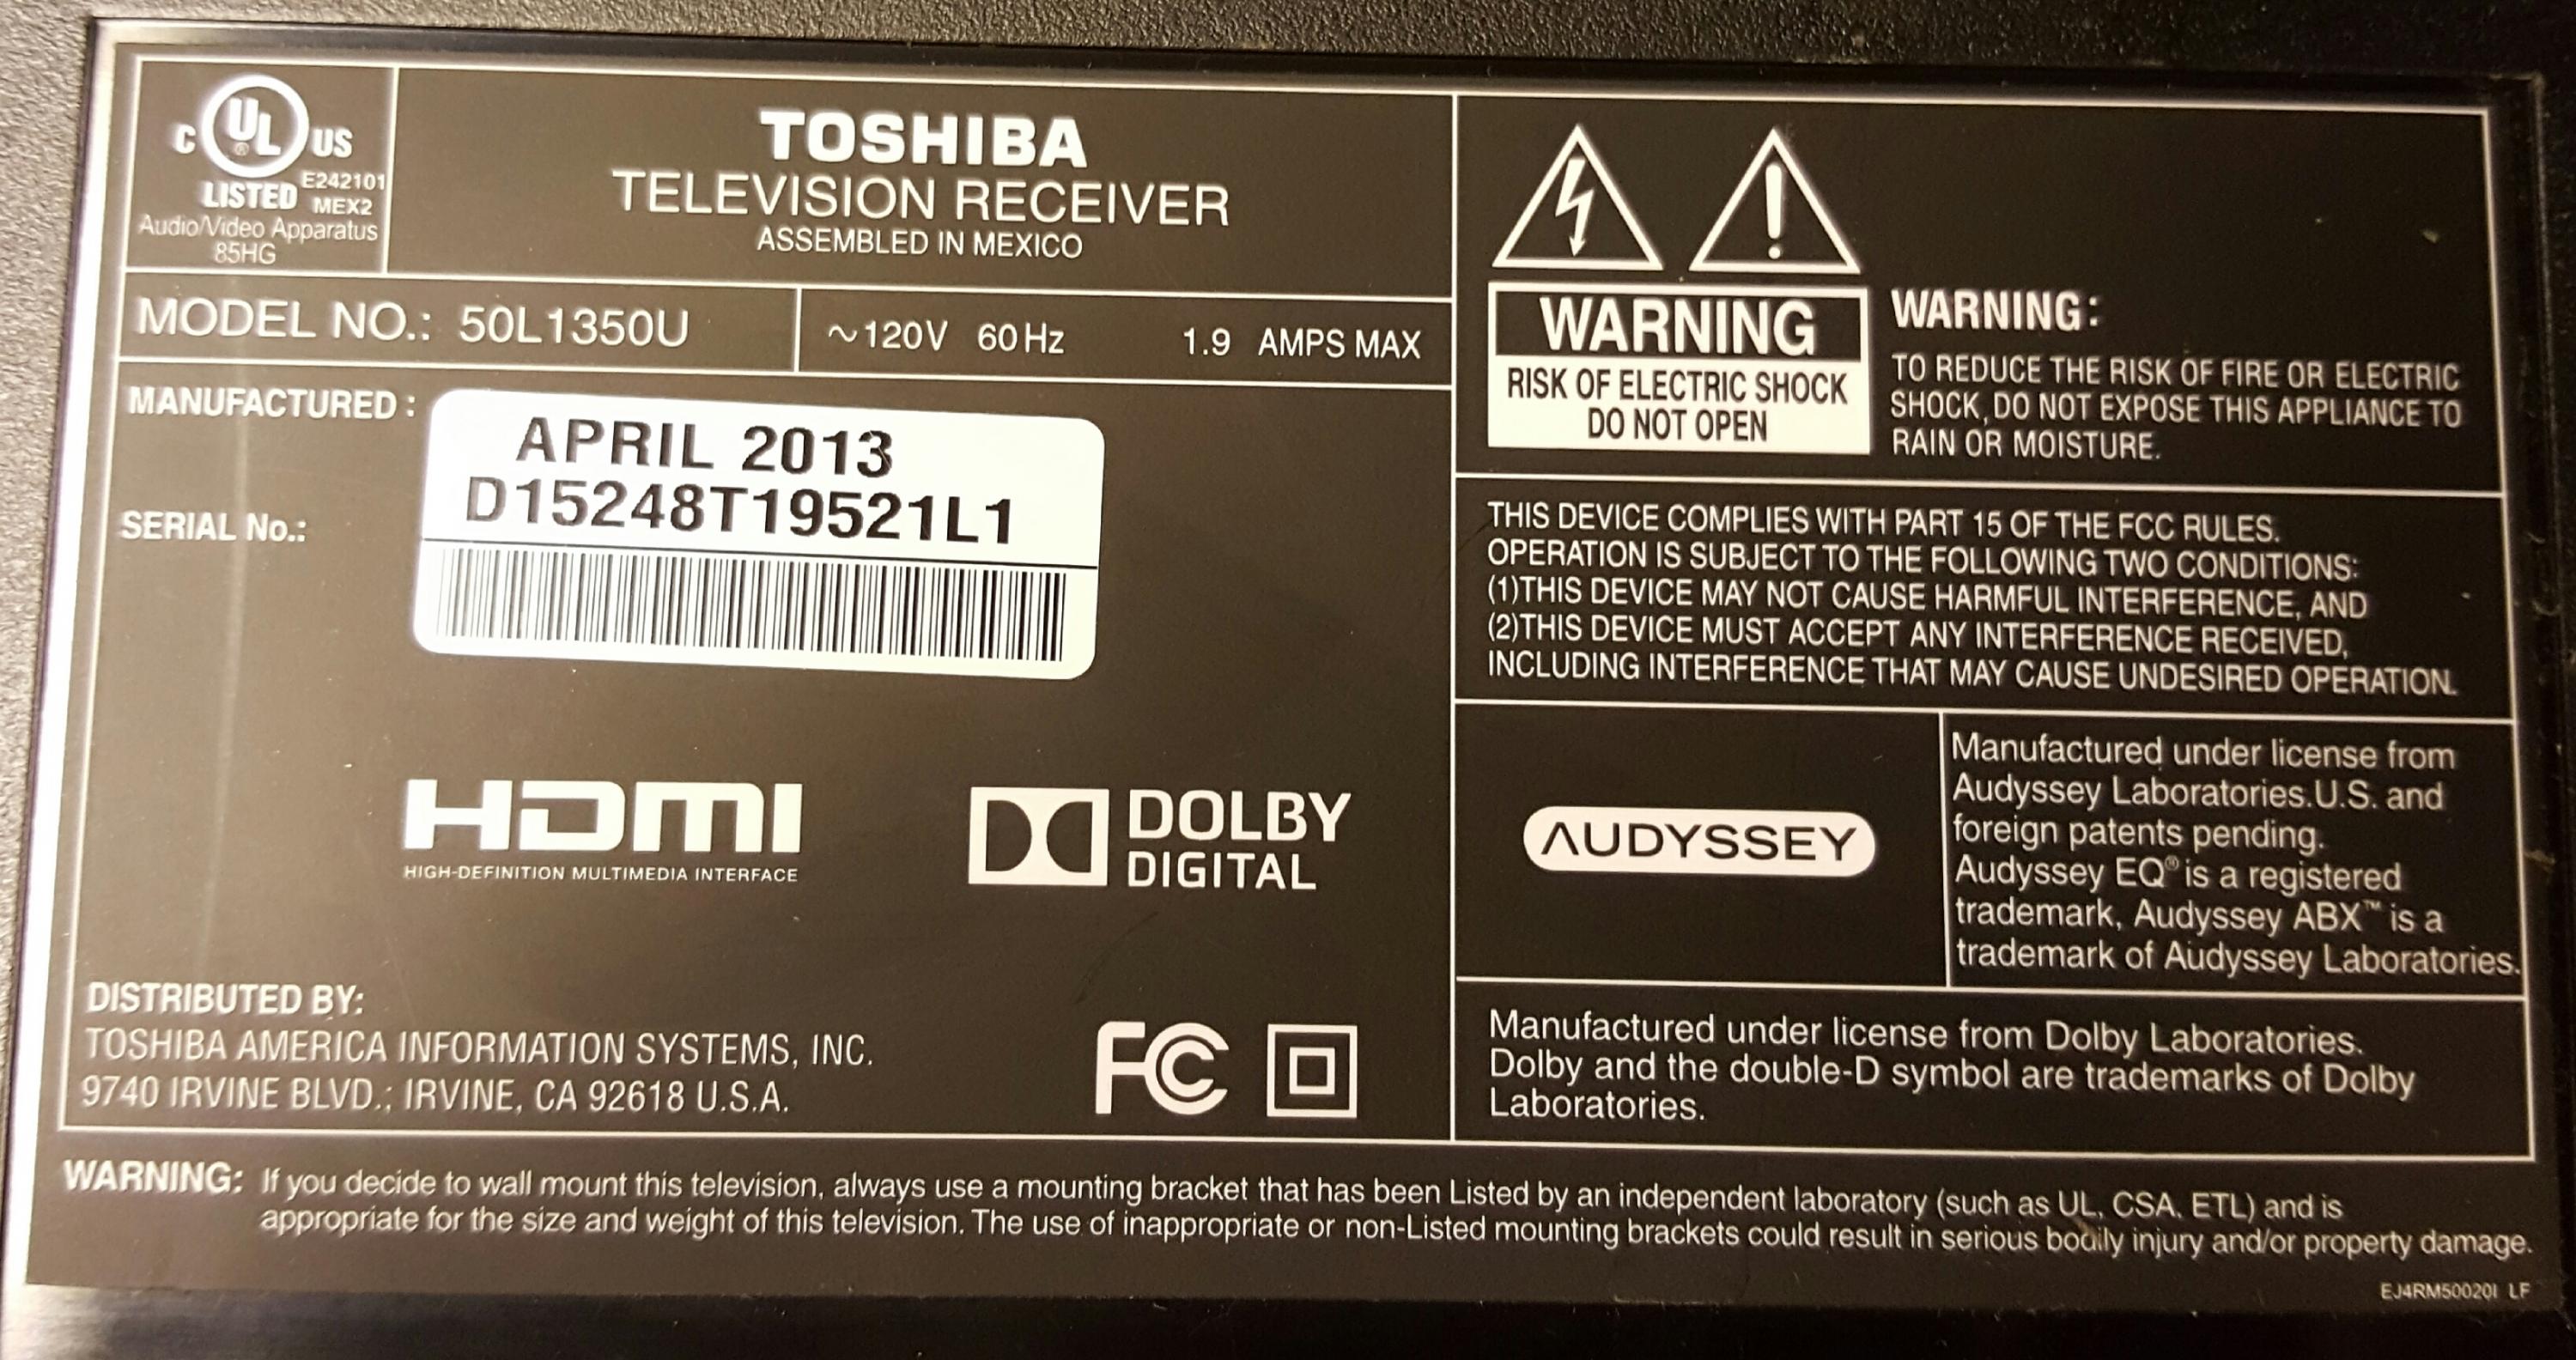 C UL® US
LISTED E242101
MEX2
Audio/Video Apparatus
85HG
TOSHIBA
TELEVISION RECEIVER
ASSEMBLED IN MEXICO
MODEL NO.: 50L1350U
~120V 60Hz 1.9 AMPS MAX
MANUFACTURED :
APRIL 2013
SERIAL No.:
D15248T19521L1
HDMI
HIGH-DEFINITION MULTIMEDIA INTERFACE
DOLBY
DIGITAL
DISTRIBUTED BY:
TOSHIBA AMERICA INFORMATION SYSTEMS, INC.
9740 IRVINE BLVD.; IRVINE, CA 92618 U.S.A.
FC
WARNING
RISK OF ELECTRIC SHOCK
DO NOT OPEN
WARNING:
TO REDUCE THE RISK OF FIRE OR ELECTRIC
SHOCK, DO NOT EXPOSE THIS APPLIANCE TO
RAIN OR MOISTURE.
THIS DEVICE COMPLIES WITH PART 15 OF THE FCC RULES.
OPERATION IS SUBJECT TO THE FOLLOWING TWO CONDITIONS:
(1)THIS DEVICE MAY NOT CAUSE HARMFUL INTERFERENCE, AND
(2)THIS DEVICE MUST ACCEPT ANY INTERFERENCE RECEIVED,
INCLUDING INTERFERENCE THAT MAY CAUSE UNDESIRED OPERATION.
AUDYSSEY
Manufactured under license from
Audyssey Laboratories.U.S. and
foreign patents pending.
Audyssey EQ® is a registered
trademark, Audyssey ABX™ is a
trademark of Audyssey Laboratories.
Manufactured under license from Dolby Laboratories.
Dolby and the double-D symbol are trademarks of Dolby
Laboratories.
WARNING: If you decide to wall mount this television, always use a mounting bracket that has been Listed by an independent laboratory (such as UL, CSA, ETL) and is
appropriate for the size and weight of this television. The use of inappropriate or non-Listed mounting brackets could result in serious bodily injury and/or property damage.
EJ4RM50020I LF